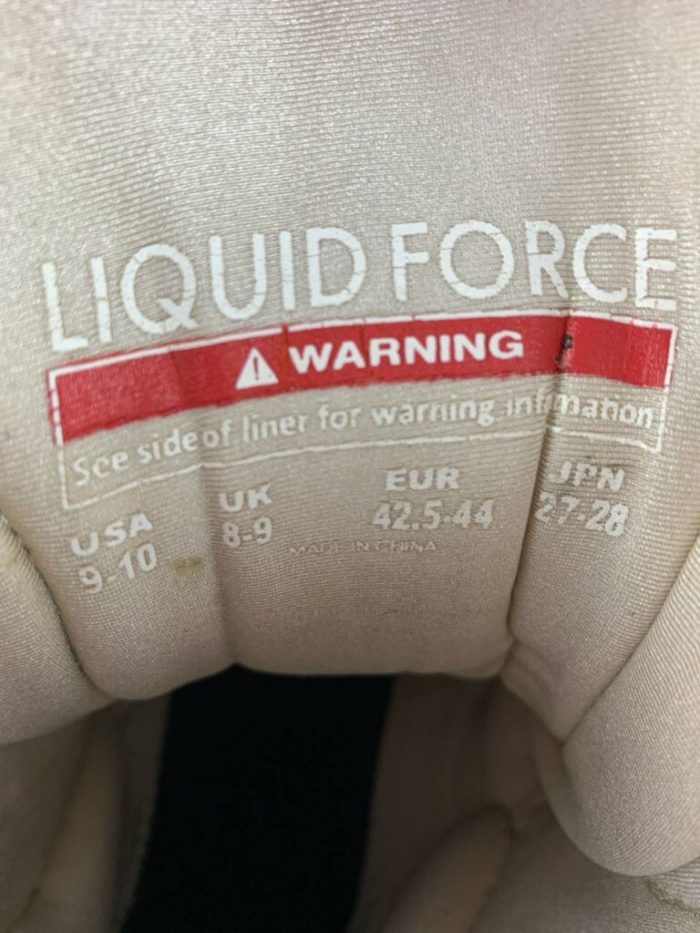 LIQUID FORCE
WARNING
See side of liner for warning information
USA UK EUR JPN
9-10 8-9 42.5-44 27-28
MADE IN CHINA